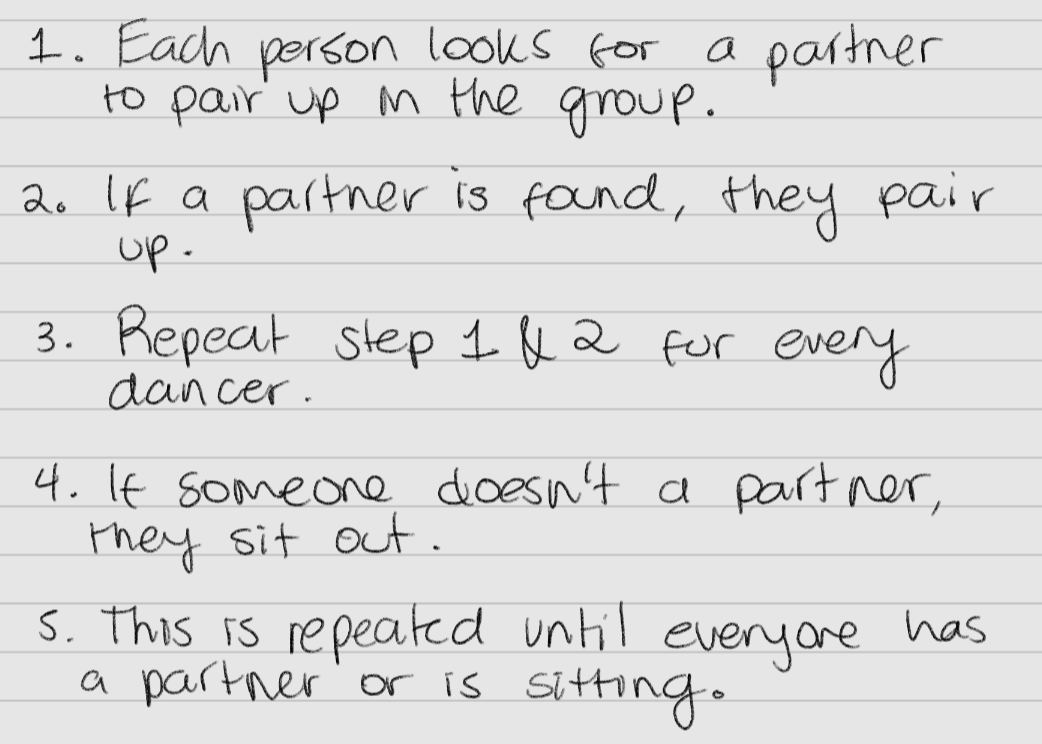 1. Each person looks for a partner
to pair up in the group.
2. If a partner is found, they pair
up.
3. Repeat step 1 & 2 for every
dancer.
4. If someone doesn't a partner,
they sit out.
5. This is repeated until everyone has
a partner or is sitting.